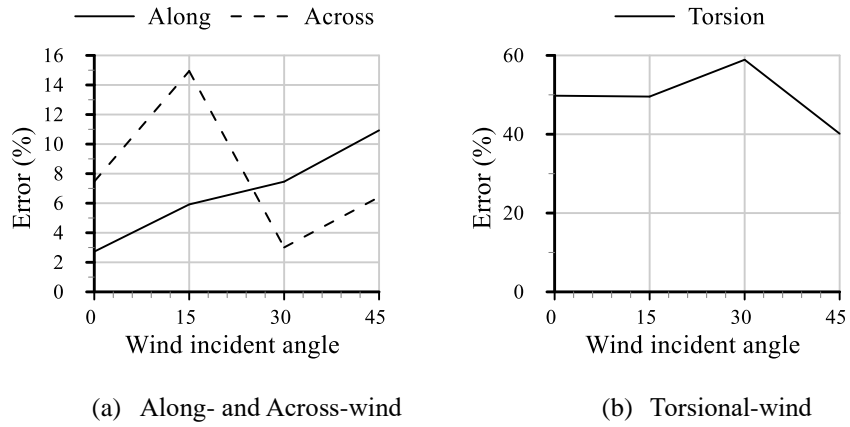 Along Across
Error (%)
16
14
12
10
8
6
4
2
0
0 15 30 45
Wind incident angle
(a) Along- and Across-wind
Torsion
Error (%)
60
40
20
0
0 15 30 45
Wind incident angle
(b) Torsional-wind